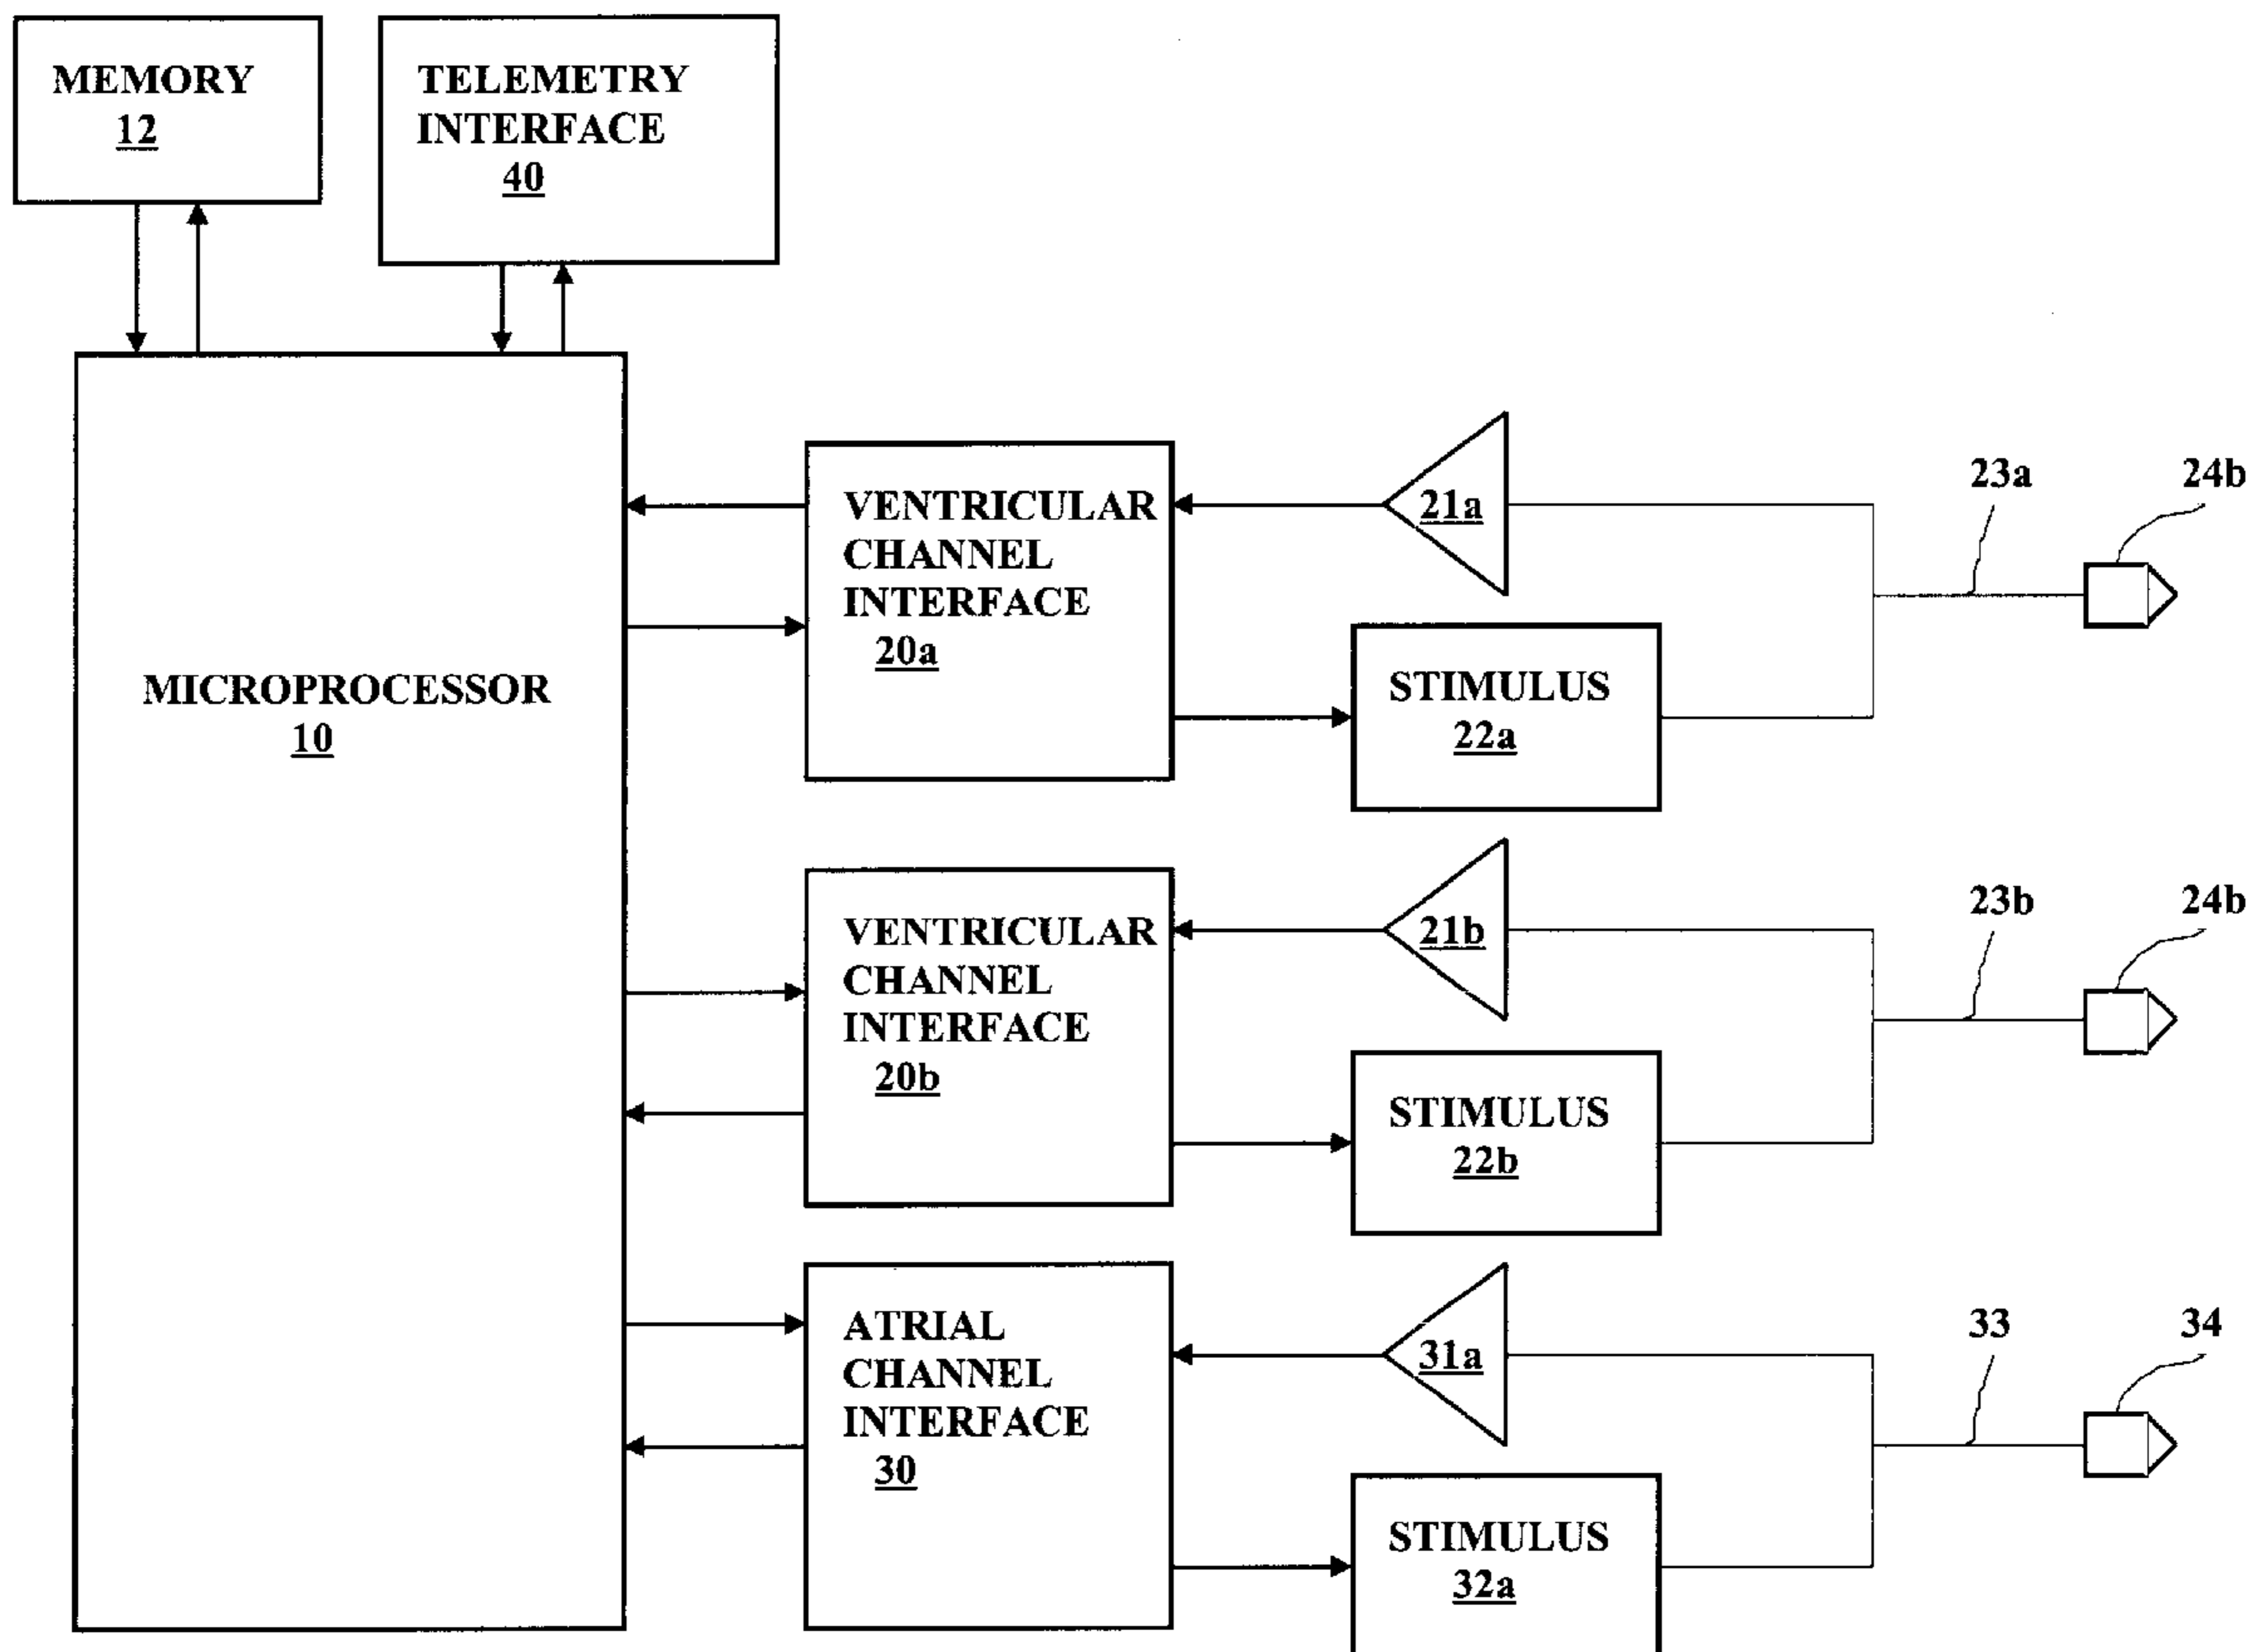 MEMORY
12
TELEMETRY
INTERFACE
40
MICROPROCESSOR
10
VENTRICULAR
CHANNEL
INTERFACE
20a
21a
STIMULUS
22a
23a
24b
VENTRICULAR
CHANNEL
INTERFACE
20b
21b
STIMULUS
22b
23b
24b
ATRIAL
CHANNEL
INTERFACE
30
31a
STIMULUS
32a
33
34